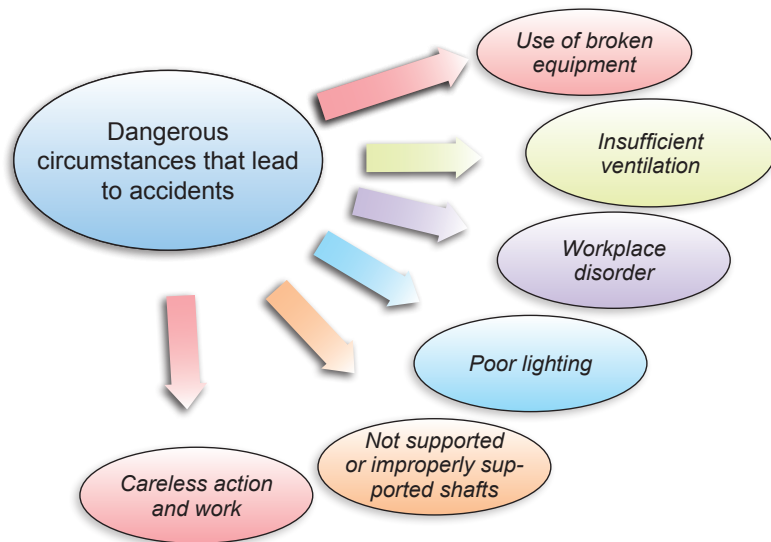 Dangerous
circumstances that lead
to accidents
Use of broken
equipment
Insufficient
ventilation
Workplace
disorder
Poor lighting
Not supported
or improperly sup-
ported shafts
Careless action
and work